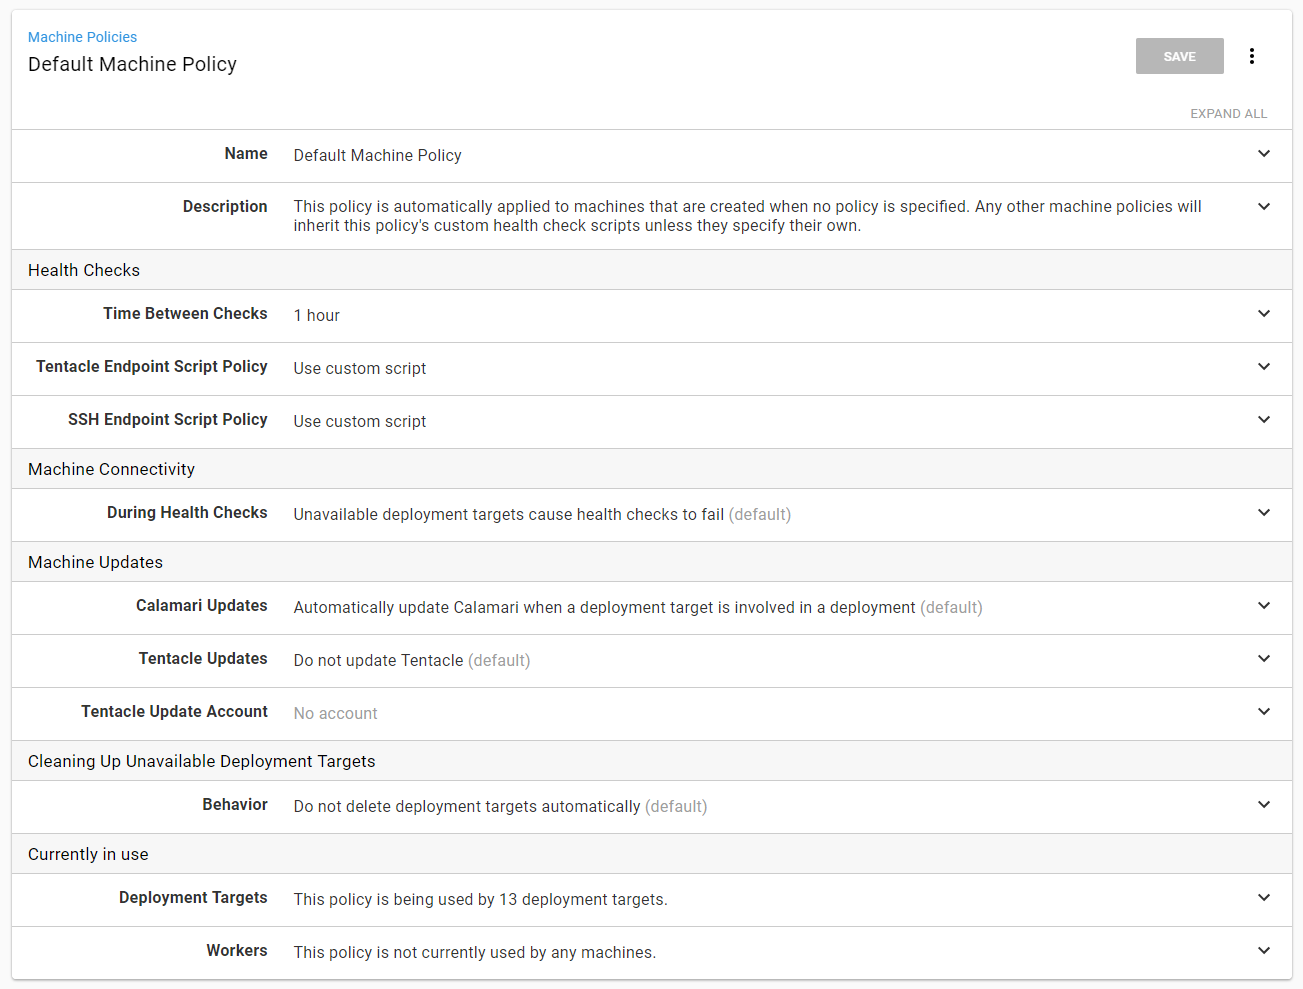 Machine Policies
Default Machine Policy
SAVE
EXPAND ALL
Name
Default Machine Policy
Description
This policy is automatically applied to machines that are created when no policy is specified. Any other machine policies will
inherit this policy's custom health check scripts unless they specify their own.
Health Checks
Time Between Checks
1 hour
Tentacle Endpoint Script Policy
Use custom script
SSH Endpoint Script Policy
Use custom script
Machine Connectivity
During Health Checks
Unavailable deployment targets cause health checks to fail (default)
Machine Updates
Calamari Updates
Automatically update Calamari when a deployment target is involved in a deployment (default)
Tentacle Updates
Do not update Tentacle (default)
Tentacle Update Account
No account
Cleaning Up Unavailable Deployment Targets
Behavior
Do not delete deployment targets automatically (default)
Currently in use
Deployment Targets
This policy is being used by 13 deployment targets.
Workers
This policy is not currently used by any machines.